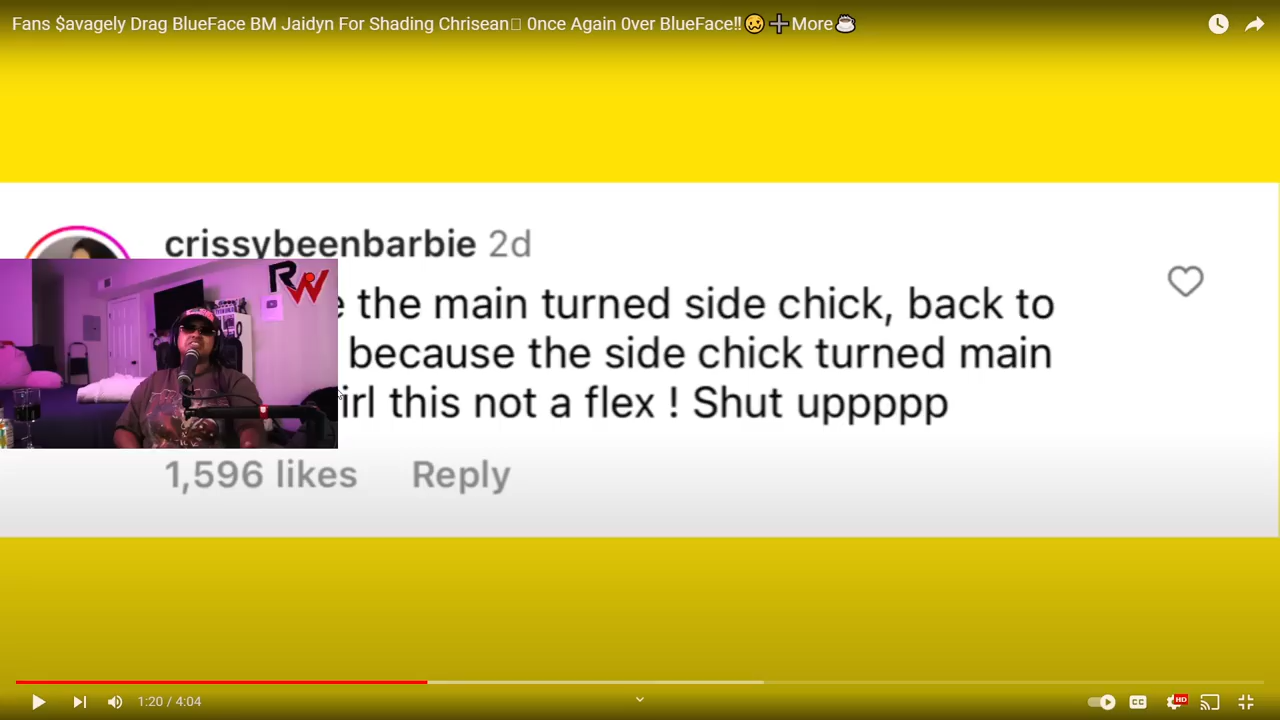 Fans $avagely Drag BlueFace BM Jaidyn For Shading Chrisean 0nce Again 0ver BlueFace‼🥴➕More☕
crissybeenbarbie 2d
the main turned side chick, back to
because the side chick turned main
this not a flex ! Shut uppppp
1,596 likes Reply
RW
1:20 / 4:04
CC
HD